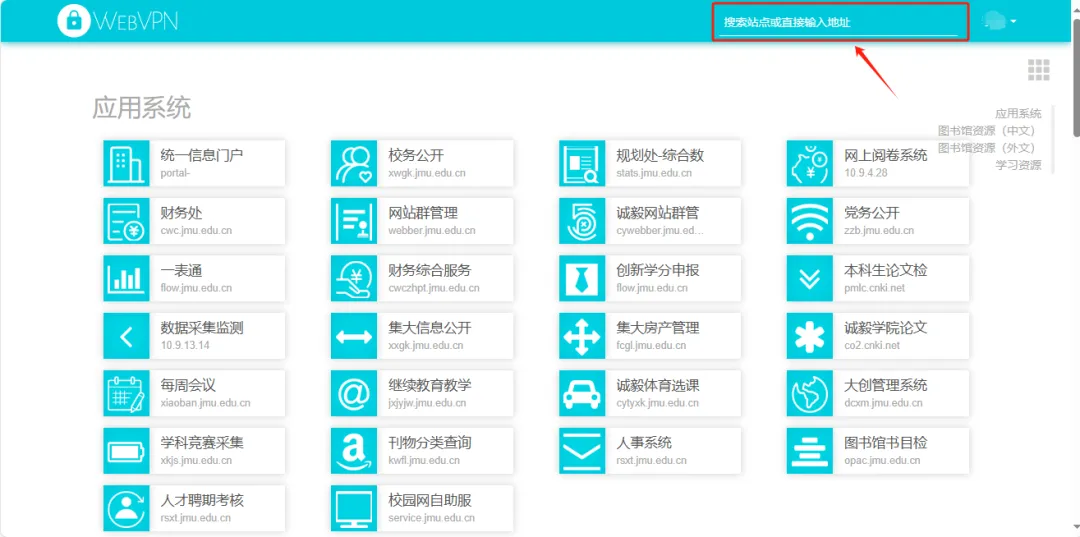 WEBVPN
搜索站点或直接输入地址
应用系统
图书馆资源（中文）
图书馆资源（外文）
学习资源
应用系统
统一信息门户
portal-
校务公开
xwgk.jmu.edu.cn
规划处-综合数
stats.jmu.edu.cn
网上阅卷系统
10.9.4.28
财务处
cwc.jmu.edu.cn
网站群管理
webber.jmu.edu.cn
诚毅网站群管
cywebber.jmu.ed...
党务公开
zzb.jmu.edu.cn
一表通
flow.jmu.edu.cn
财务综合服务
cwczhpt.jmu.edu.cn
创新学分申报
flow.jmu.edu.cn
本科生论文检
pmlc.cnki.net
数据采集监测
10.9.13.14
集大信息公开
xxgk.jmu.edu.cn
集大房产管理
fcgl.jmu.edu.cn
诚毅学院论文
co2.cnki.net
每周会议
xiaoban.jmu.edu.cn
继续教育教学
jxjyjw.jmu.edu.cn
诚毅体育选课
cytyxk.jmu.edu.cn
大创管理系统
dcxm.jmu.edu.cn
学科竞赛采集
xkjs.jmu.edu.cn
刊物分类查询
kwfl.jmu.edu.cn
人事系统
rsxt.jmu.edu.cn
图书馆书目检
opac.jmu.edu.cn
人才聘期考核
rsxt.jmu.edu.cn
校园网自助服
service.jmu.edu.cn